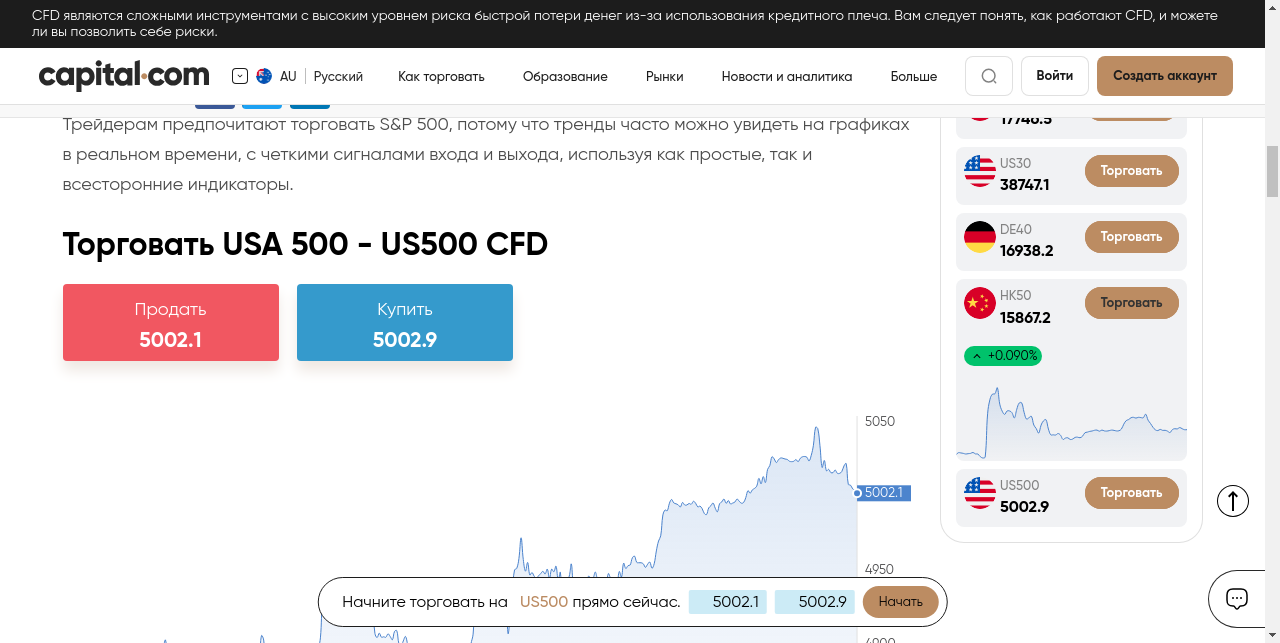 CFD являются сложными инструментами с высоким уровнем риска быстрой потери денег из-за использования кредитного плеча. Вам следует понять, как работают CFD, и можете
ли вы позволить себе риски.
capital.com
AU
Русский
Как торговать
Образование
Рынки
Новости и аналитика
Больше
Войти
Создать аккаунт
Трейдерам предпочитают торговать S&P 500, потому что тренды часто можно увидеть на графиках
в реальном времени, с четкими сигналами входа и выхода, используя как простые, так и
всесторонние индикаторы.
Торговать USA 500 - US500 CFD
Продать
5002.1
Купить
5002.9
5050
5002.1
4950
4900
17746.5
US30
38747.1
Торговать
DE40
16938.2
Торговать
HK50
15867.2
Торговать
+0.090%
US500
5002.9
Торговать
Начните торговать на US500 прямо сейчас. 5002.1 5002.9 Начать